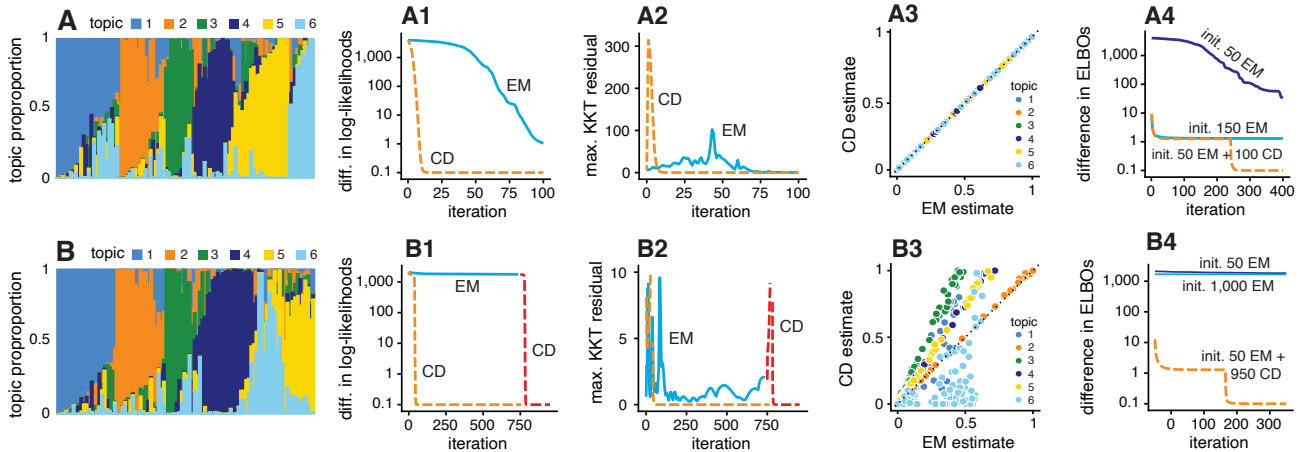 A
topic 1 2 3 4 5 6
topic proproportion
1
0.5
0
A1
diff. in log-likelihoods
1,000
100
10
1
0.1
EM
CD
0 25 50 75 100
iteration
A2
max. KKT residual
300
200
100
0
CD
EM
0 25 50 75 100
iteration
A3
CD estimate
1
0.5
0
topic
1
2
3
4
5
6
0 0.5 1
EM estimate
A4
difference in ELBOs
1,000
100
10
1
0.1
init. 50 EM
init. 150 EM
init. 50 EM + 100 CD
0 100 200 300 400
iteration
B
topic 1 2 3 4 5 6
topic proproportion
1
0.5
0
B1
diff. in log-likelihoods
1,000
100
10
1
0.1
EM
CD
CD
0 250 500 750
iteration
B2
max. KKT residual
10
5
0
EM
CD
0 250 500 750
iteration
B3
CD estimate
1
0.5
0
topic
1
2
3
4
5
6
0 0.5 1
EM estimate
B4
difference in ELBOs
1,000
100
10
1
0.1
init. 50 EM
init. 1,000 EM
init. 50 EM +
950 CD
0 100 200 300
iteration